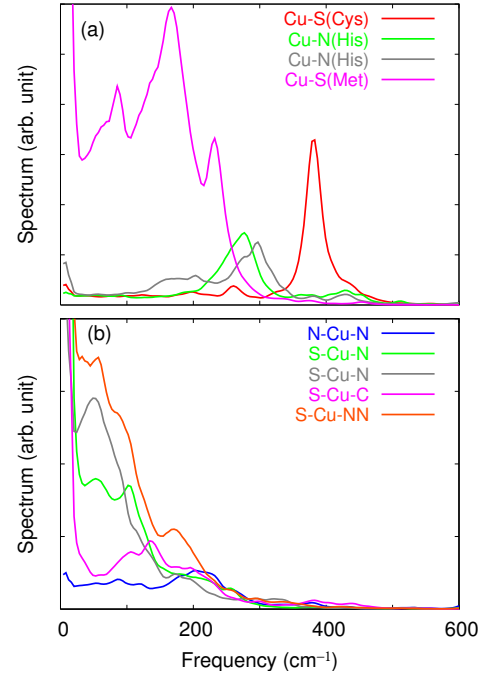 (a)
Cu-S(Cys)
Cu-N(His)
Cu-N(His)
Cu-S(Met)
Spectrum (arb. unit)
(b)
N-Cu-N
S-Cu-N
S-Cu-N
S-Cu-C
S-Cu-NN
Spectrum (arb. unit)
0 200 400 600
Frequency (cm⁻¹)